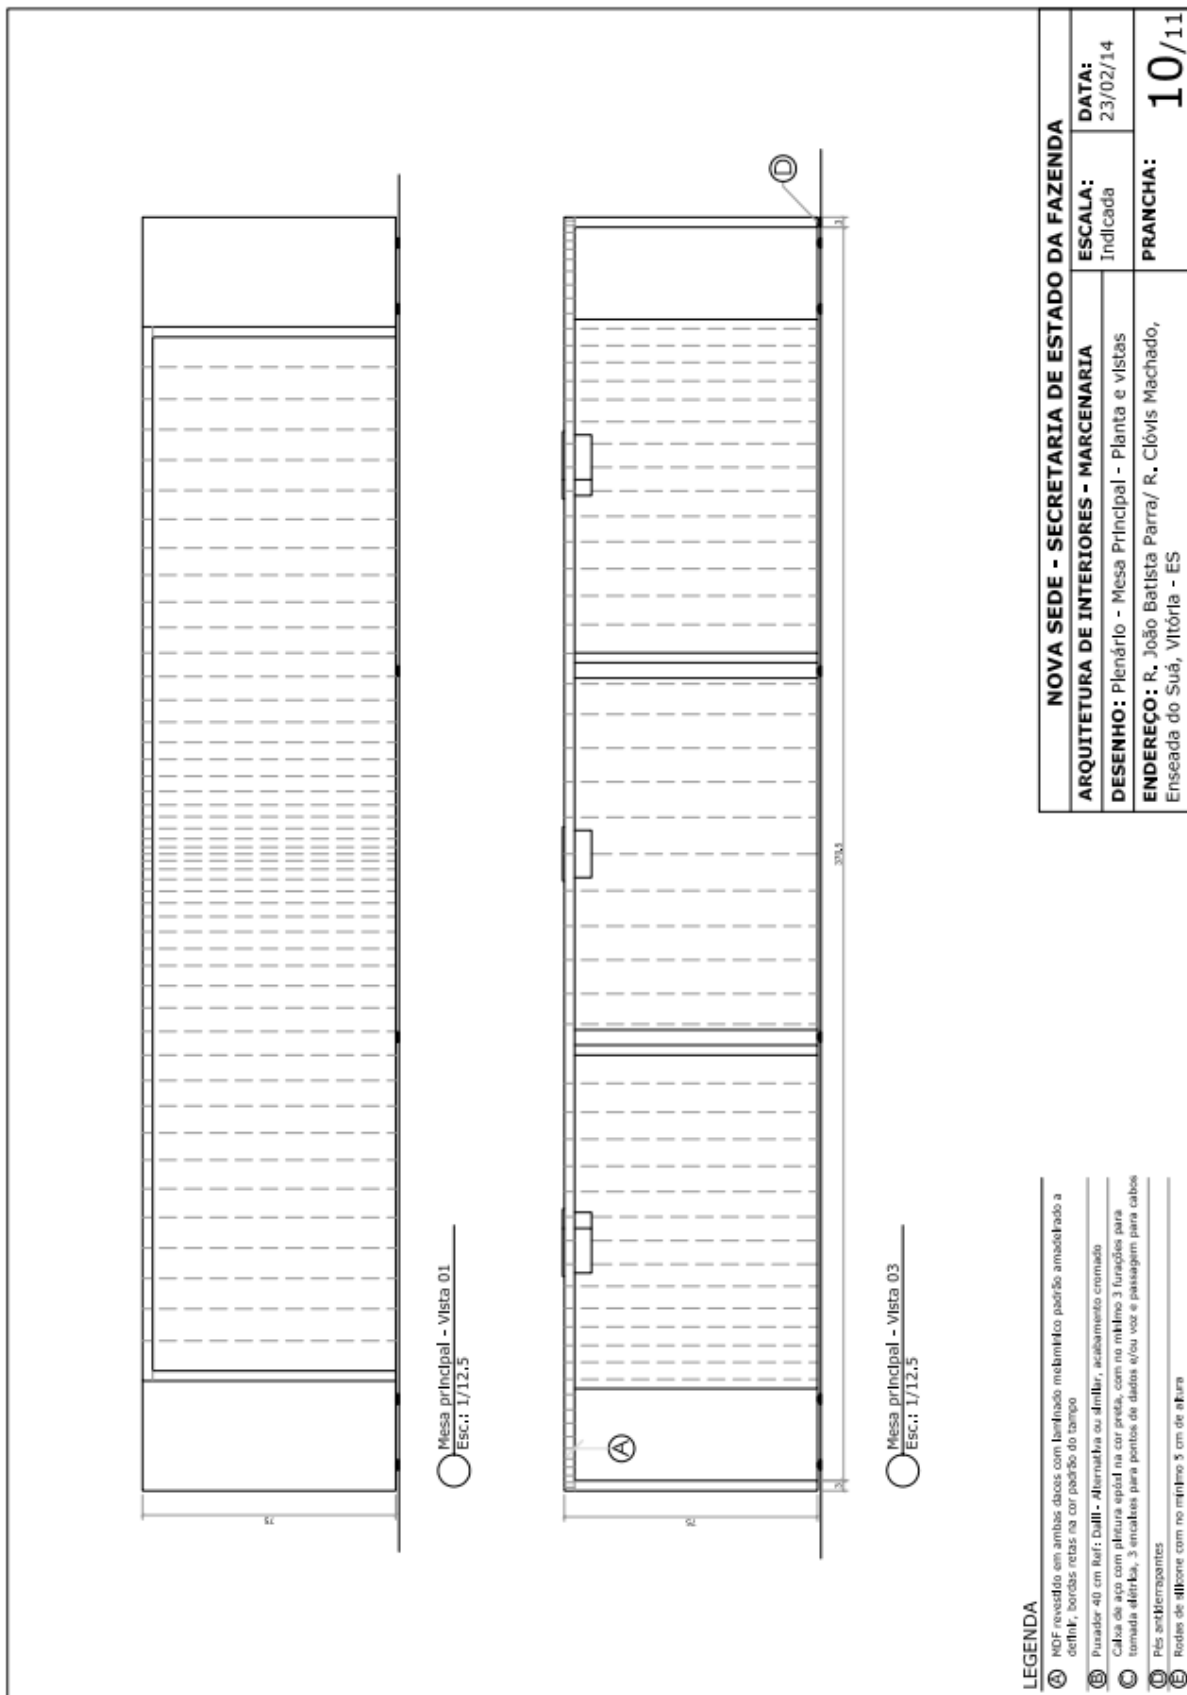 75
Mesa principal - Vista 01
Esc.: 1/12.5
A
D
3
3
Mesa principal - Vista 03
Esc.: 1/12.5
LEGENDA
A MDF revestido em ambas daces com laminado melamínico padrão amadeirado a
definir, bordas retas na cor padrão do tampo
B Puxador 40 cm Ref: Dalli - Alternativa ou similar, acabamento cromado
C Caixa de aço com pintura epóxi na cor preta, com no mínimo 3 furações para
tomada elétrica, 3 encaixes para pontos de dados e/ou voz e passagem para cabos
D Pés antiderrapantes
E Rodas de silicone com no mínimo 5 cm de altura
NOVA SEDE - SECRETARIA DE ESTADO DA FAZENDA
ARQUITETURA DE INTERIORES - MARCENARIA
ESCALA:
Indicada
DATA:
23/02/14
DESENHO: Plenário - Mesa Principal - Planta e vistas
ENDEREÇO: R. João Batista Parra/ R. Clóvis Machado,
Enseada do Suá, Vitória - ES
PRANCHA:
10/11